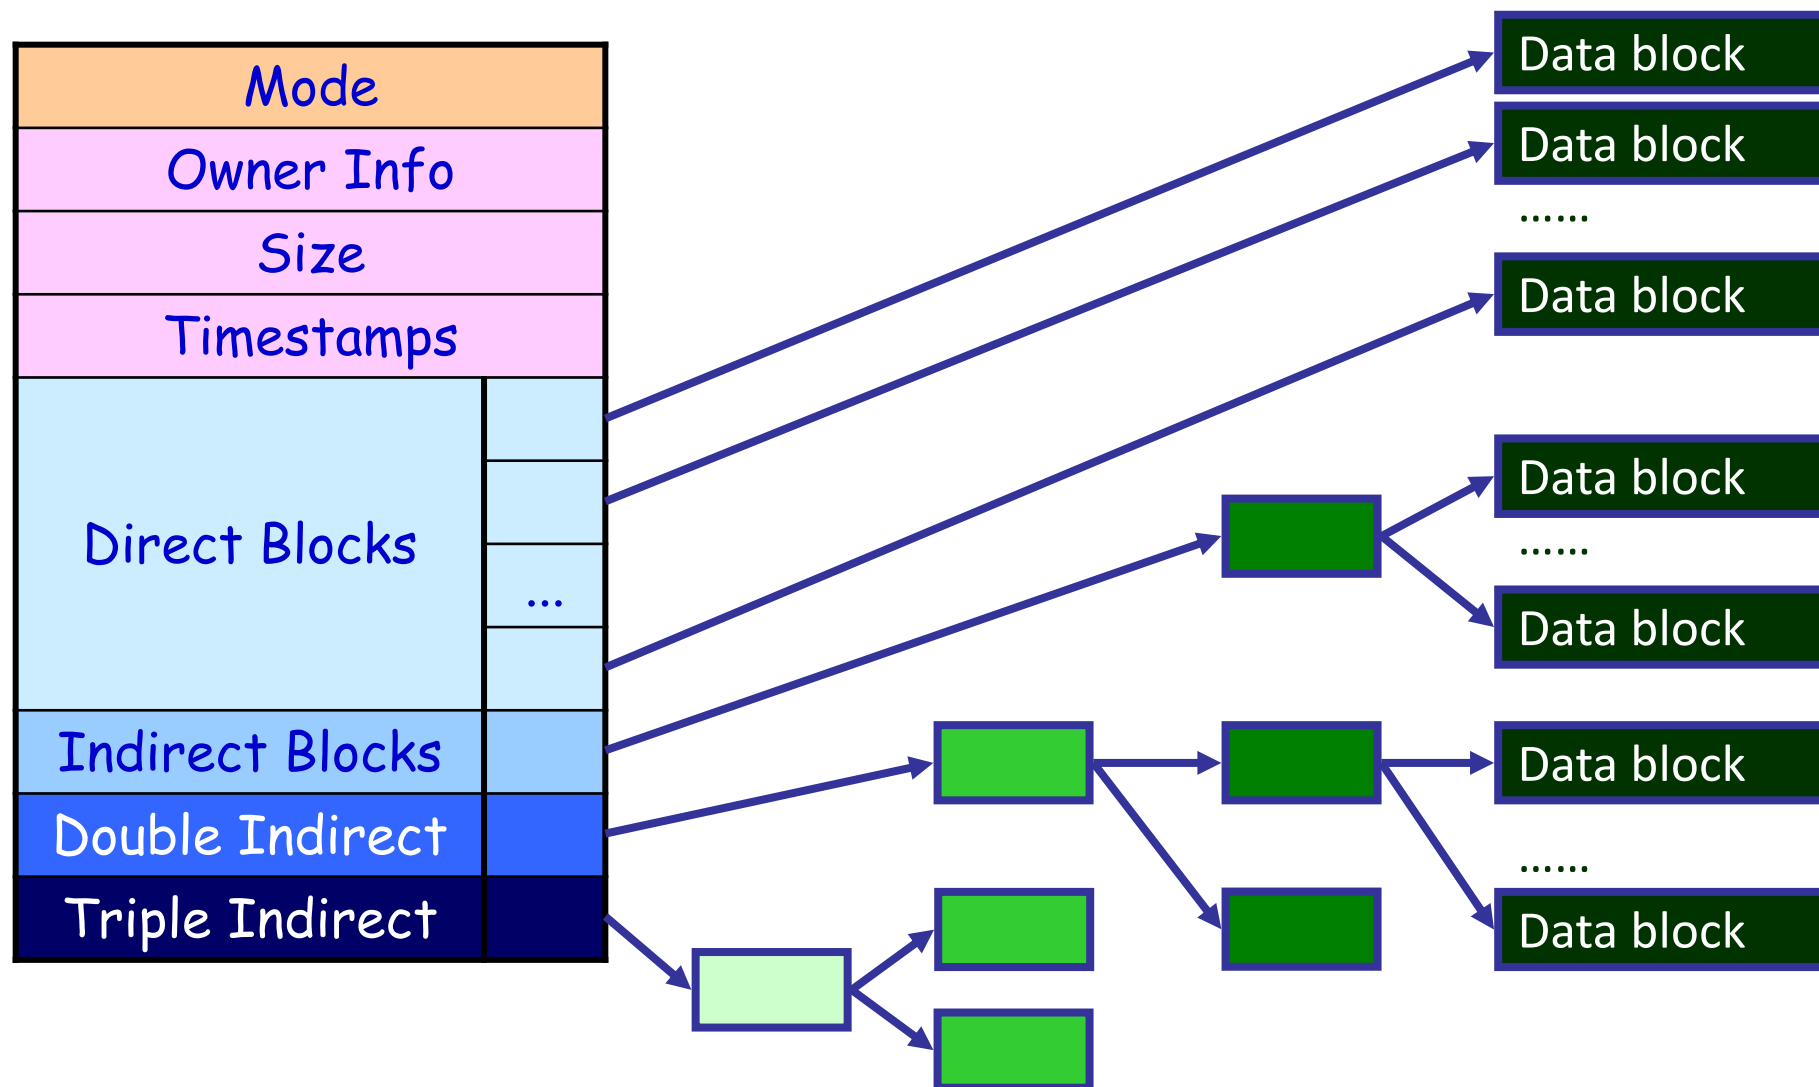 Mode
Owner Info
Size
Timestamps
Direct Blocks
...
Indirect Blocks
Double Indirect
Triple Indirect
Data block
Data block
......
Data block
Data block
......
Data block
Data block
......
Data block